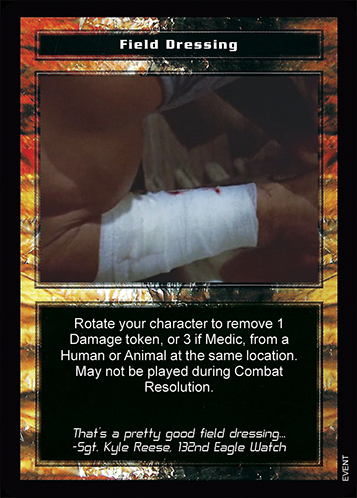 Field Dressing
Rotate your character to remove 1
Damage token, or 3 if Medic, from a
Human or Animal at the same location.
May not be played during Combat
Resolution.
That's a pretty good field dressing...
-Sgt. Kyle Reese, 132nd Eagle Watch
EVENT